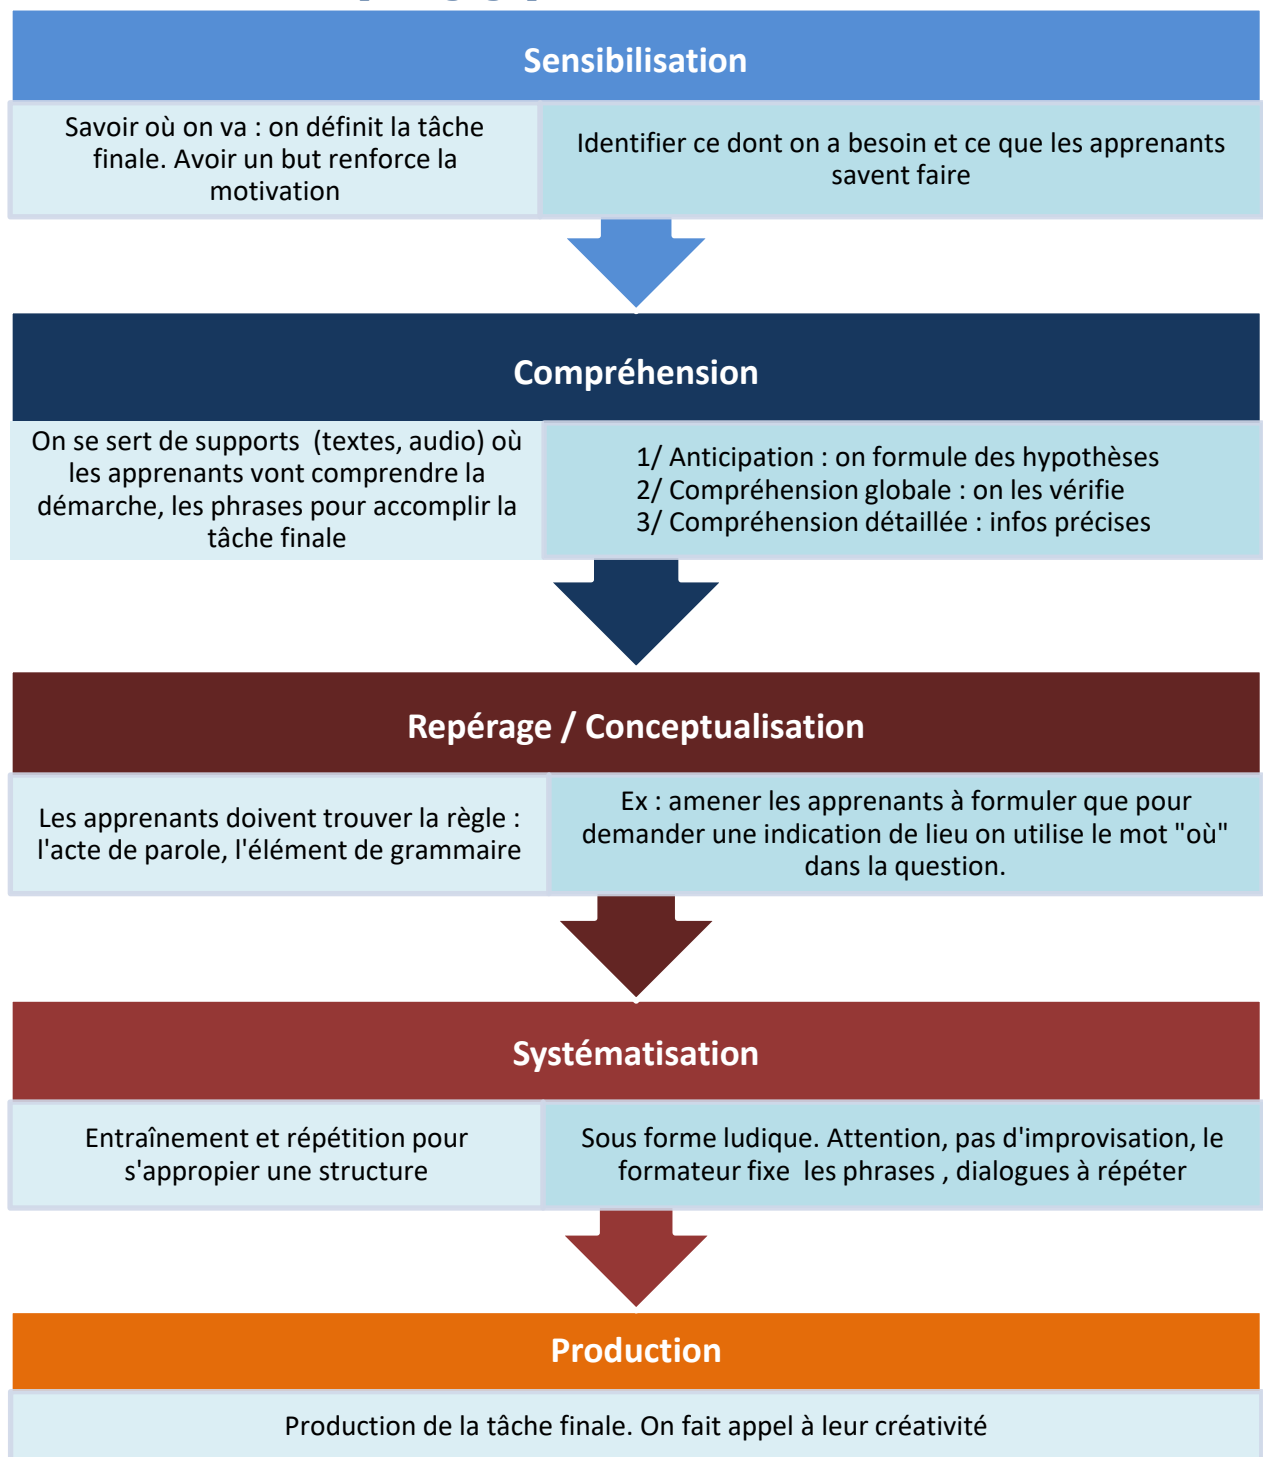 Sensibilisation
Savoir où on va : on définit la tâche
finale. Avoir un but renforce la
motivation
Identifier ce dont on a besoin et ce que les apprenants
savent faire
Compréhension
On se sert de supports  (textes, audio) où
les apprenants vont comprendre la
démarche, les phrases pour accomplir la
tâche finale
1/ Anticipation : on formule des hypothèses
2/ Compréhension globale : on les vérifie
3/ Compréhension détaillée : infos précises
Repérage / Conceptualisation
Les apprenants doivent trouver la règle :
l'acte de parole, l'élément de grammaire
Ex : amener les apprenants à formuler que pour
demander une indication de lieu on utilise le mot "où"
dans la question.
Systématisation
Entraînement et répétition pour
s'appropier une structure
Sous forme ludique. Attention, pas d'improvisation, le
formateur fixe  les phrases , dialogues à répéter
Production
Production de la tâche finale. On fait appel à leur créativité